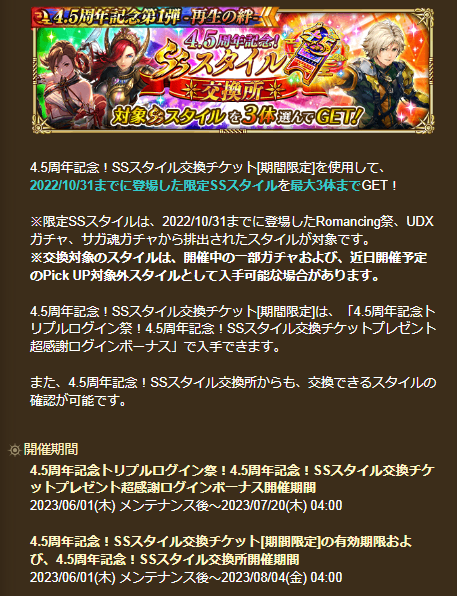 4.5周年記念第1弾 -再生の絆-
4.5周年記念!
SSスタイル
交換所
対象SSスタイルを3体選んでGET!
4.5周年記念！SSスタイル交換チケット[期間限定]を使用して、
2022/10/31までに登場した限定SSスタイルを最大3体までGET！
※限定SSスタイルは、2022/10/31までに登場したRomancing祭、UDX
ガチャ、サガ魂ガチャから排出されたスタイルが対象です。
※交換対象のスタイルは、開催中の一部ガチャおよび、近日開催予定
のPick UP対象外スタイルとして入手可能な場合があります。
4.5周年記念！SSスタイル交換チケット[期間限定]は、「4.5周年記念ト
リプルログイン祭！4.5周年記念！SSスタイル交換チケットプレゼント
超感謝ログインボーナス」で入手できます。
また、4.5周年記念！SSスタイル交換所からも、交換できるスタイルの
確認が可能です。
開催期間
4.5周年記念トリプルログイン祭！4.5周年記念！SSスタイル交換チケ
ットプレゼント超感謝ログインボーナス開催期間
2023/06/01(木) メンテナンス後～2023/07/20(木) 04:00
4.5周年記念！SSスタイル交換チケット[期間限定]の有効期限およ
び、4.5周年記念！SSスタイル交換所開催期間
2023/06/01(木) メンテナンス後～2023/08/04(金) 04:00